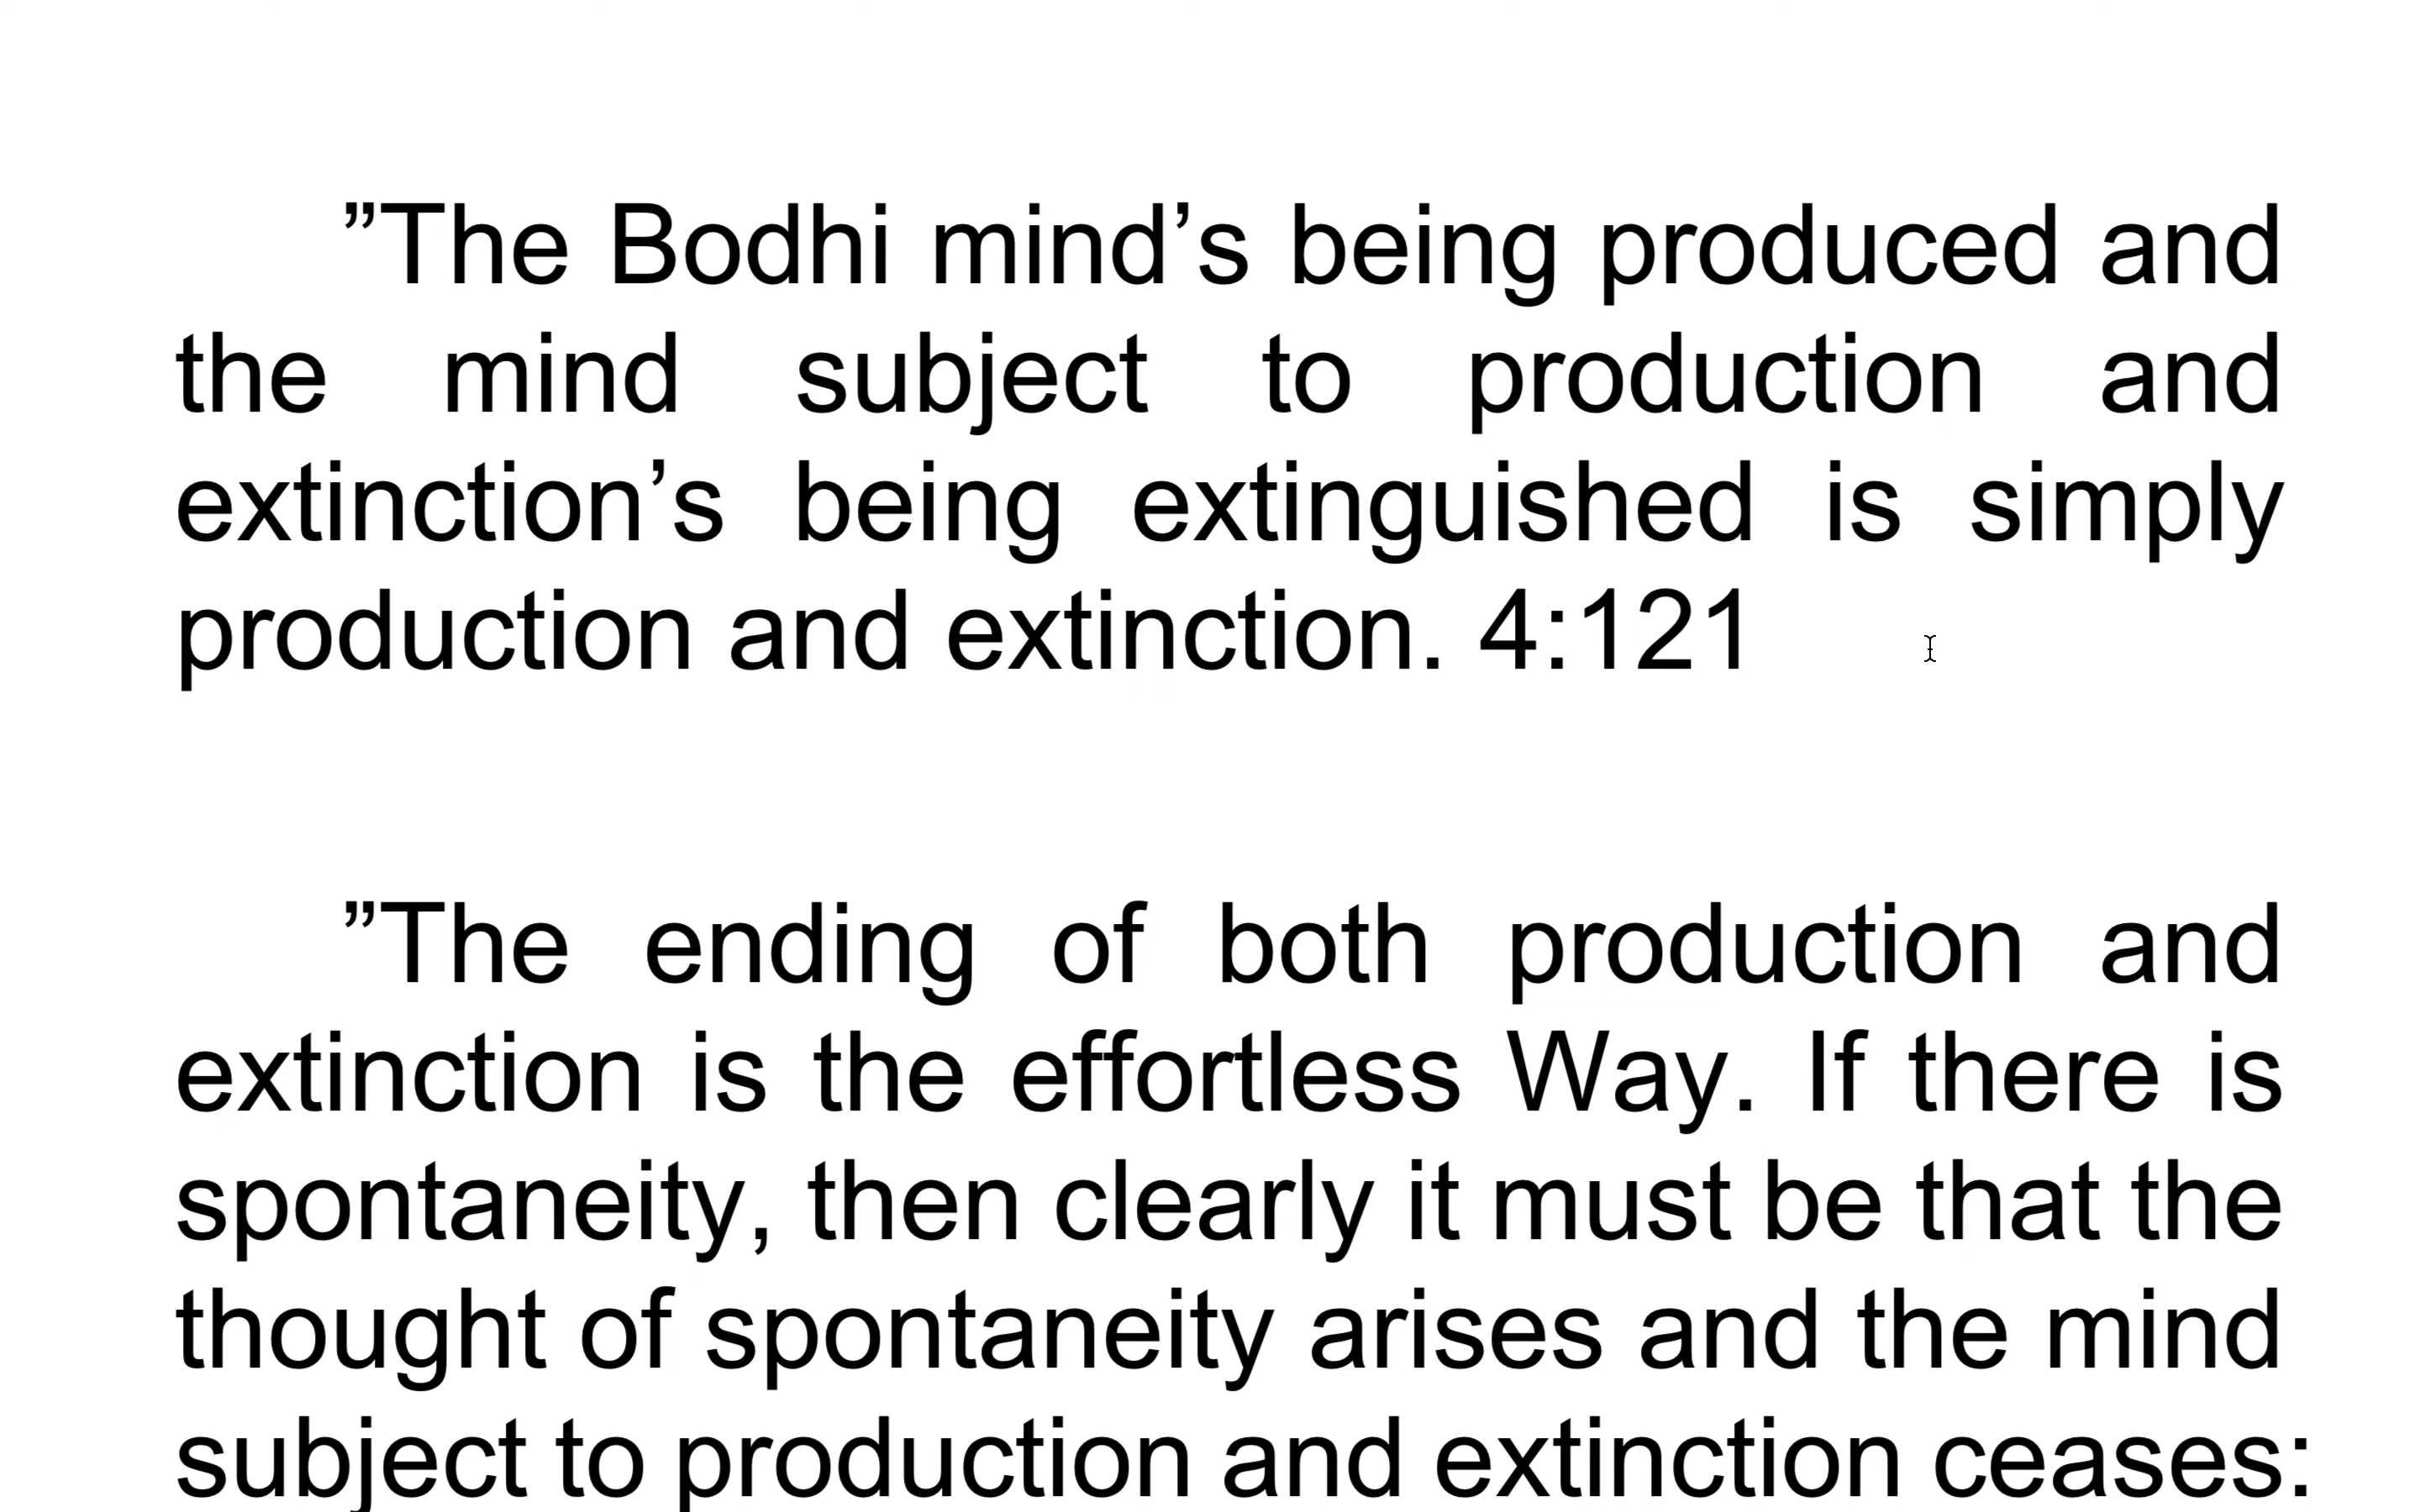 ”The Bodhi mind’s being produced and
the mind subject to production and
extinction’s being extinguished is simply
production and extinction. 4:121
”The ending of both production and
extinction is the effortless Way. If there is
spontaneity, then clearly it must be that the
thought of spontaneity arises and the mind
subject to production and extinction ceases: